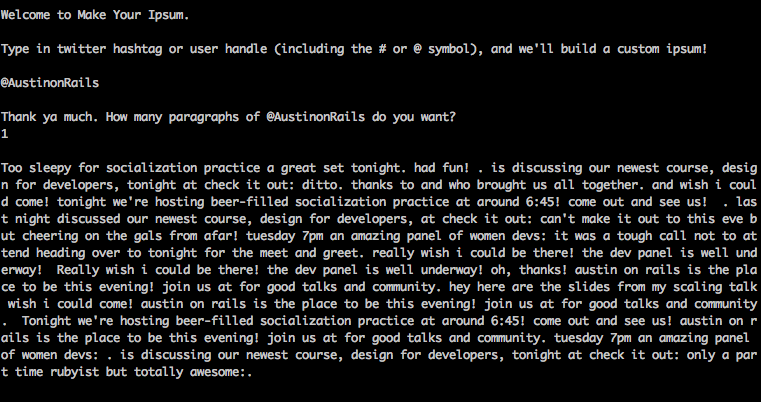 Welcome to Make Your Ipsum.
Type in twitter hashtag or user handle (including the # or @ symbol), and we'll build a custom ipsum!
@AustinonRails
Thank ya much. How many paragraphs of @AustinonRails do you want?
1
Too sleepy for socialization practice a great set tonight. had fun! . is discussing our newest course, desig
n for developers, tonight at check it out: ditto. thanks to and who brought us all together. and wish i coul
d come! tonight we're hosting beer-filled socialization practice at around 6:45! come out and see us!  . las
t night discussed our newest course, design for developers, at check it out: can't make it out to this eve b
ut cheering on the gals from afar! tuesday 7pm an amazing panel of women devs: it was a tough call not to at
tend heading over to tonight for the meet and greet. really wish i could be there! the dev panel is well und
erway!  Really wish i could be there! the dev panel is well underway! oh, thanks! austin on rails is the pla
ce to be this evening! join us at for good talks and community. hey here are the slides from my scaling talk
 wish i could come! austin on rails is the place to be this evening! join us at for good talks and community
.  Tonight we're hosting beer-filled socialization practice at around 6:45! come out and see us! austin on r
ails is the place to be this evening! join us at for good talks and community. tuesday 7pm an amazing panel
of women devs: . is discussing our newest course, design for developers, tonight at check it out: only a par
t time rubyist but totally awesome:.